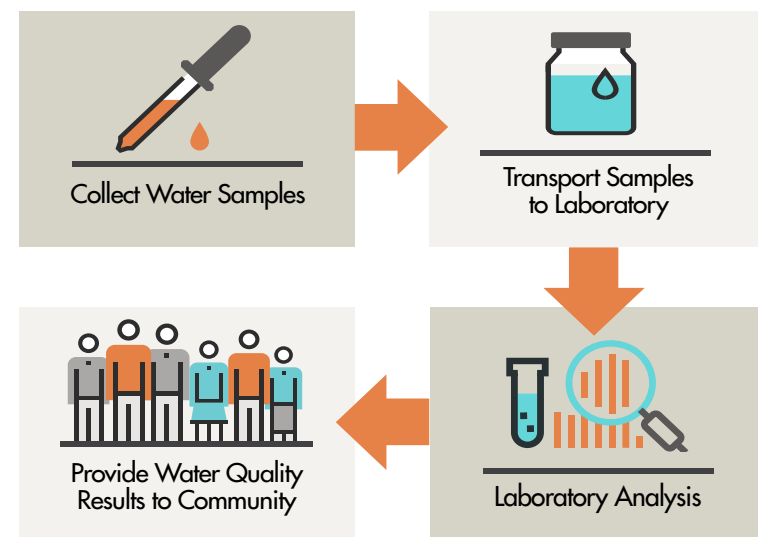 Collect Water Samples
Transport Samples
to Laboratory
Laboratory Analysis
Provide Water Quality
Results to Community